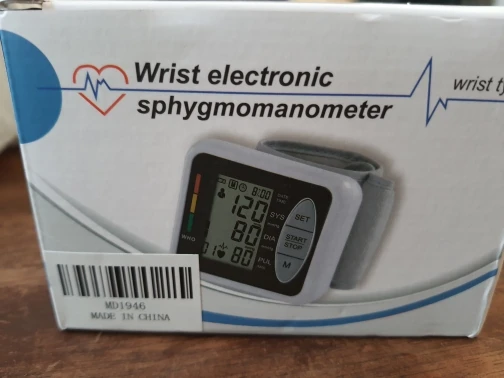 Wrist electronic
sphygmomanometer
wrist ty
8:00
120
SYS
SET
80
DIA
START
STOP
WHO
80
PUL
M
MD1946
MADE IN CHINA